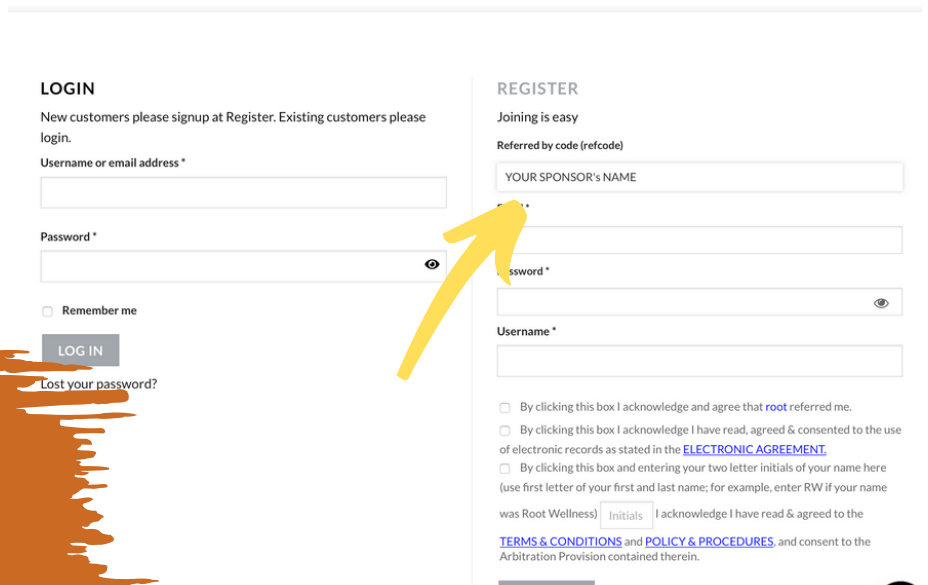 LOGIN
New customers please signup at Register. Existing customers please
login.
Username or email address *
Password *
Remember me
LOG IN
Lost your password?
REGISTER
Joining is easy
Referred by code (refcode)
YOUR SPONSOR's NAME
*
Password *
Username *
By clicking this box I acknowledge and agree that root referred me.
By clicking this box I acknowledge I have read, agreed & consented to the use
of electronic records as stated in the ELECTRONIC AGREEMENT.
By clicking this box and entering your two letter initials of your name here
(use first letter of your first and last name; for example, enter RW if your name
was Root Wellness) Initials I acknowledge I have read & agreed to the
TERMS & CONDITIONS and POLICY & PROCEDURES, and consent to the
Arbitration Provision contained therein.